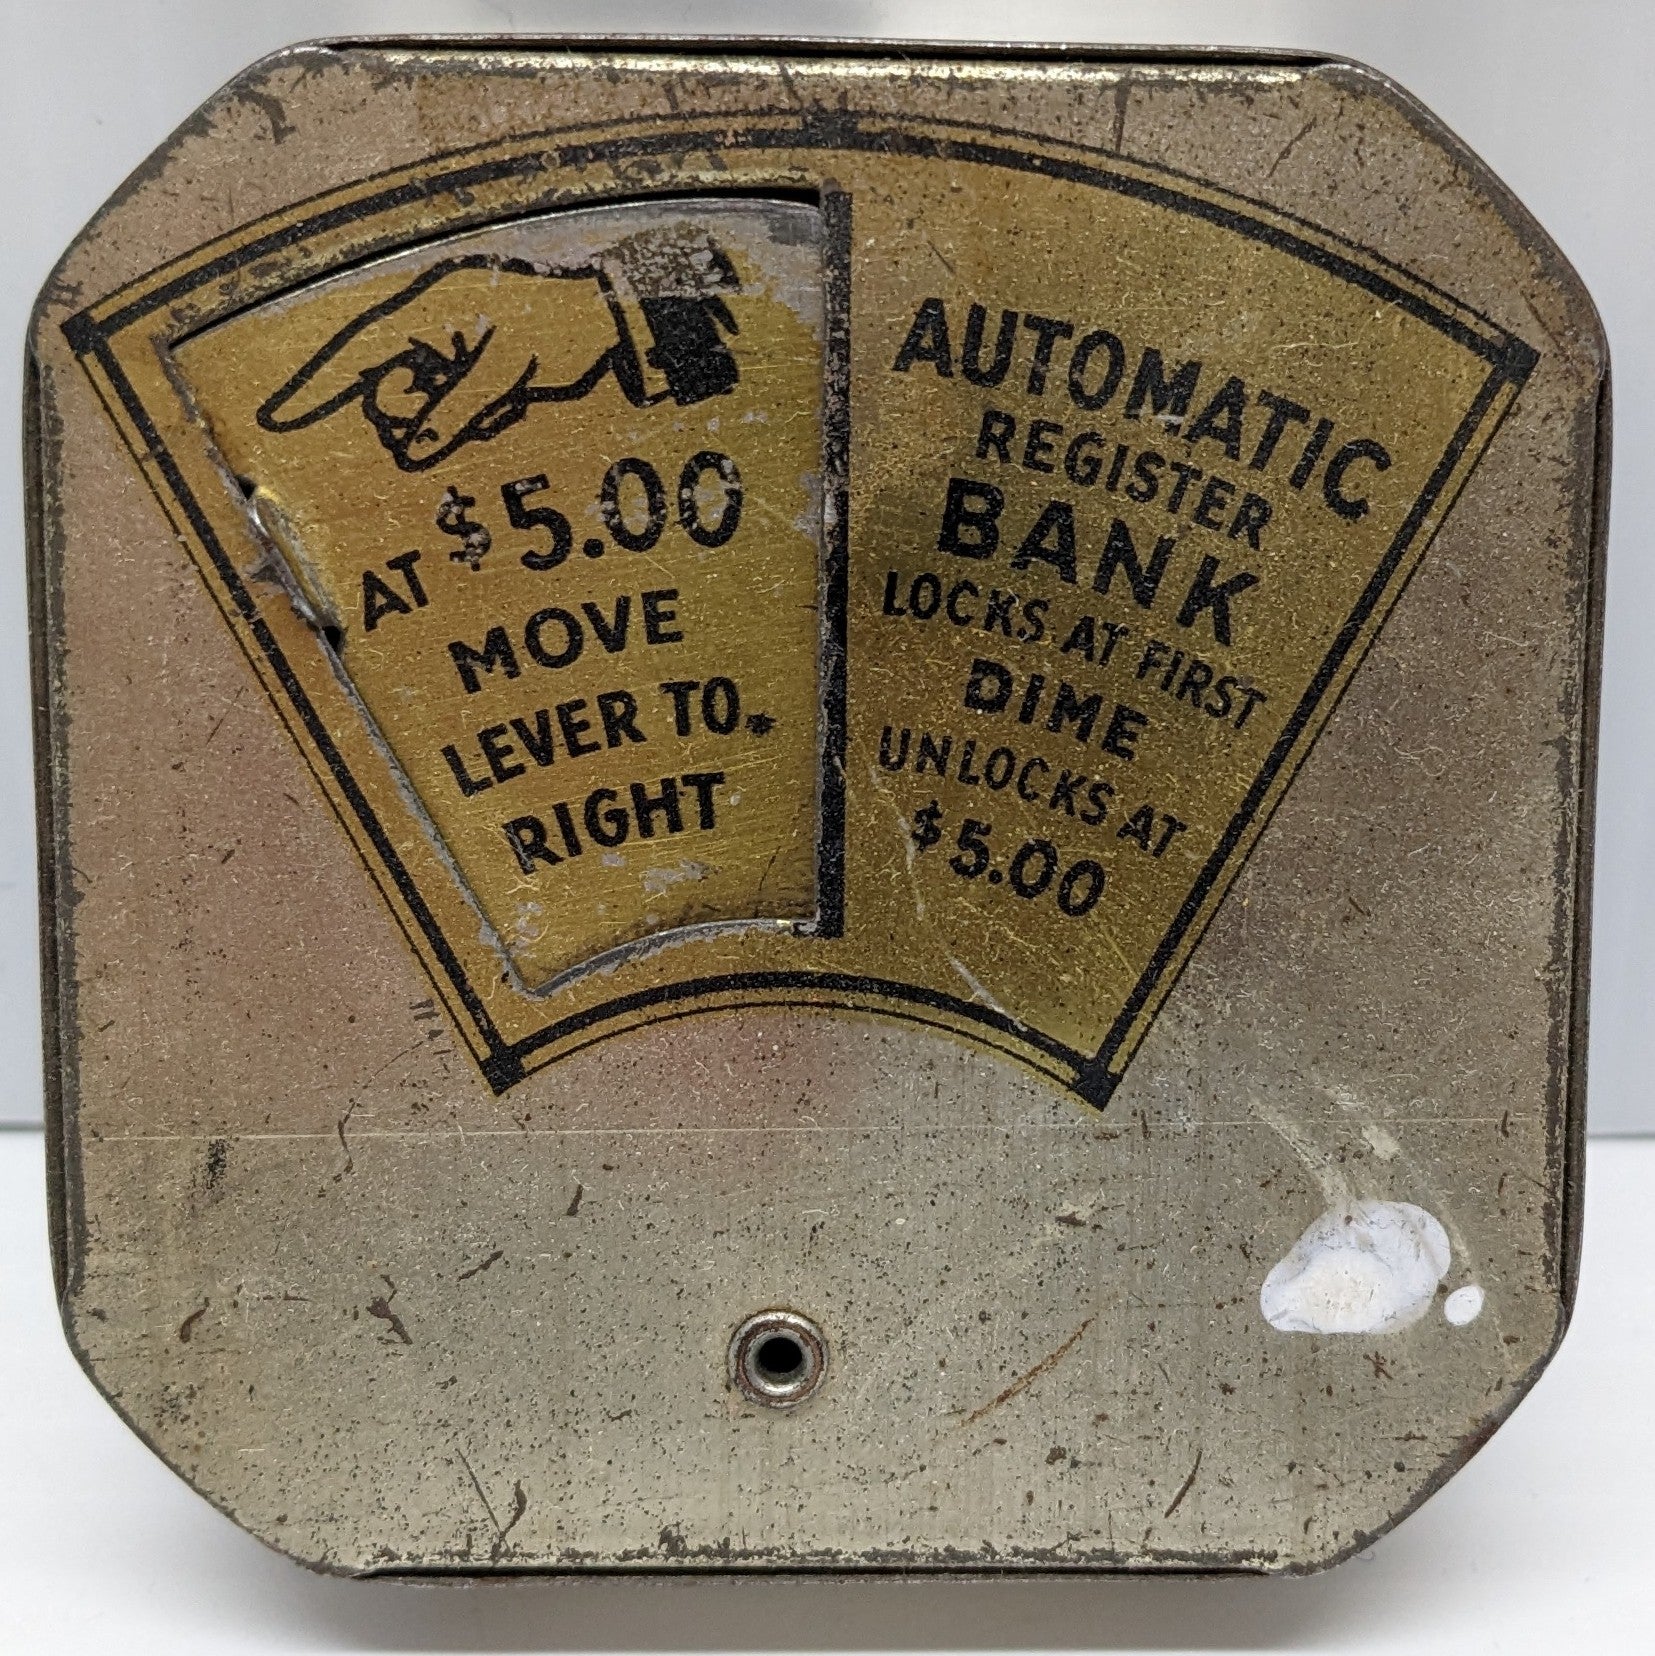 AT $5.00
MOVE
LEVER TO
RIGHT
AUTOMATIC
REGISTER
BANK
LOCKS AT FIRST
DIME
UNLOCKS AT
$5.00